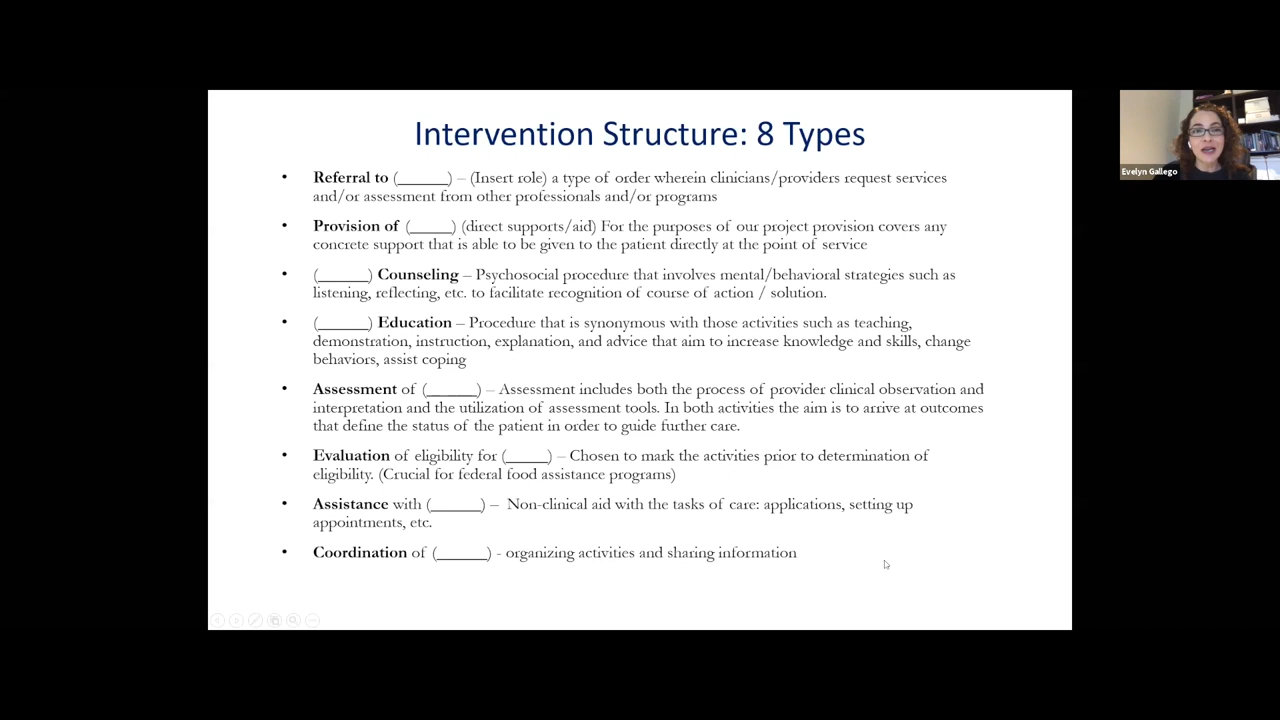 Intervention Structure: 8 Types
• Referral to (______) – (Insert role) a type of order wherein clinicians/providers request services
and/or assessment from other professionals and/or programs
• Provision of (_____) (direct supports/aid) For the purposes of our project provision covers any
concrete support that is able to be given to the patient directly at the point of service
• (______) Counseling – Psychosocial procedure that involves mental/behavioral strategies such as
listening, reflecting, etc. to facilitate recognition of course of action / solution.
• (______) Education – Procedure that is synonymous with those activities such as teaching,
demonstration, instruction, explanation, and advice that aim to increase knowledge and skills, change
behaviors, assist coping
• Assessment of (______) – Assessment includes both the process of provider clinical observation and
interpretation and the utilization of assessment tools. In both activities the aim is to arrive at outcomes
that define the status of the patient in order to guide further care.
• Evaluation of eligibility for (_____) – Chosen to mark the activities prior to determination of
eligibility. (Crucial for federal food assistance programs)
• Assistance with (______) – Non-clinical aid with the tasks of care: applications, setting up
appointments, etc.
• Coordination of (______) - organizing activities and sharing information
Evelyn Gallego